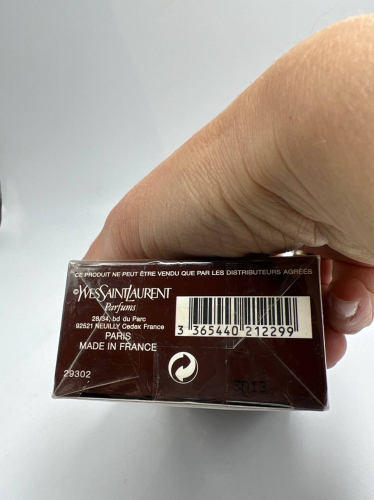 CE PRODUIT NE PEUT ÊTRE VENDU QUE PAR LES DISTRIBUTEURS AGRÉÉS
©YVESSAINTLAURENT
Parfums
28/34, bd du Parc
92521 NEUILLY Cedex France
PARIS
MADE IN FRANCE
3 365440 212299
29302